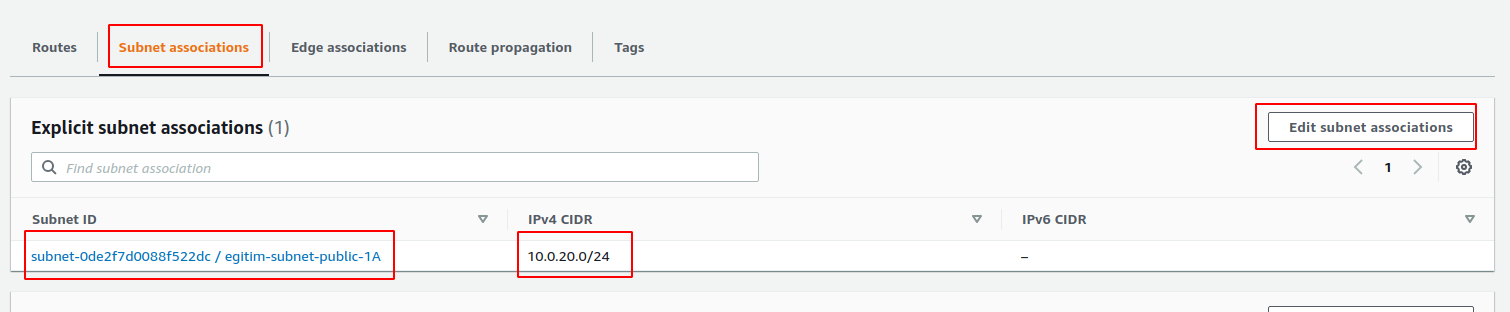 Routes
Subnet associations
Edge associations
Route propagation
Tags
Explicit subnet associations (1)
Edit subnet associations
Find subnet association
1
Subnet ID
IPv4 CIDR
IPv6 CIDR
subnet-0de2f7d0088f522dc / egitim-subnet-public-1A
10.0.20.0/24
–